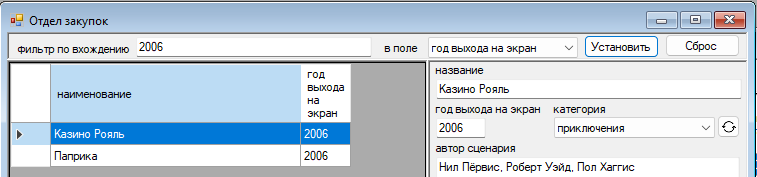 Отдел закупок
фильтр по вхождению 2006 в поле год выхода на экран Установить Сброс
наименование год выхода на экран
Казино Рояль 2006
Паприка 2006
название
Казино Рояль
год выхода на экран категория
2006 приключения
автор сценария
Нил Пёрвис, Роберт Уэйд, Пол Хаггис